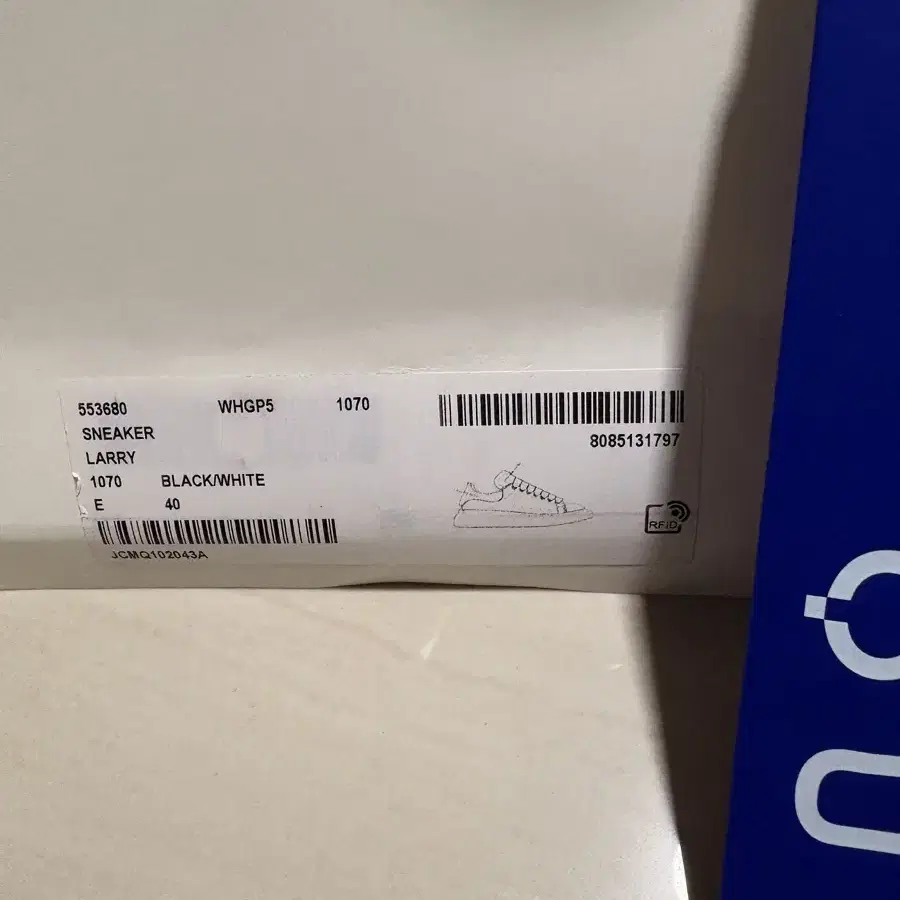 553680 WHGP5 1070
SNEAKER
LARRY
1070 BLACK/WHITE
E 40
JCMQ102043A
8085131797
RFID